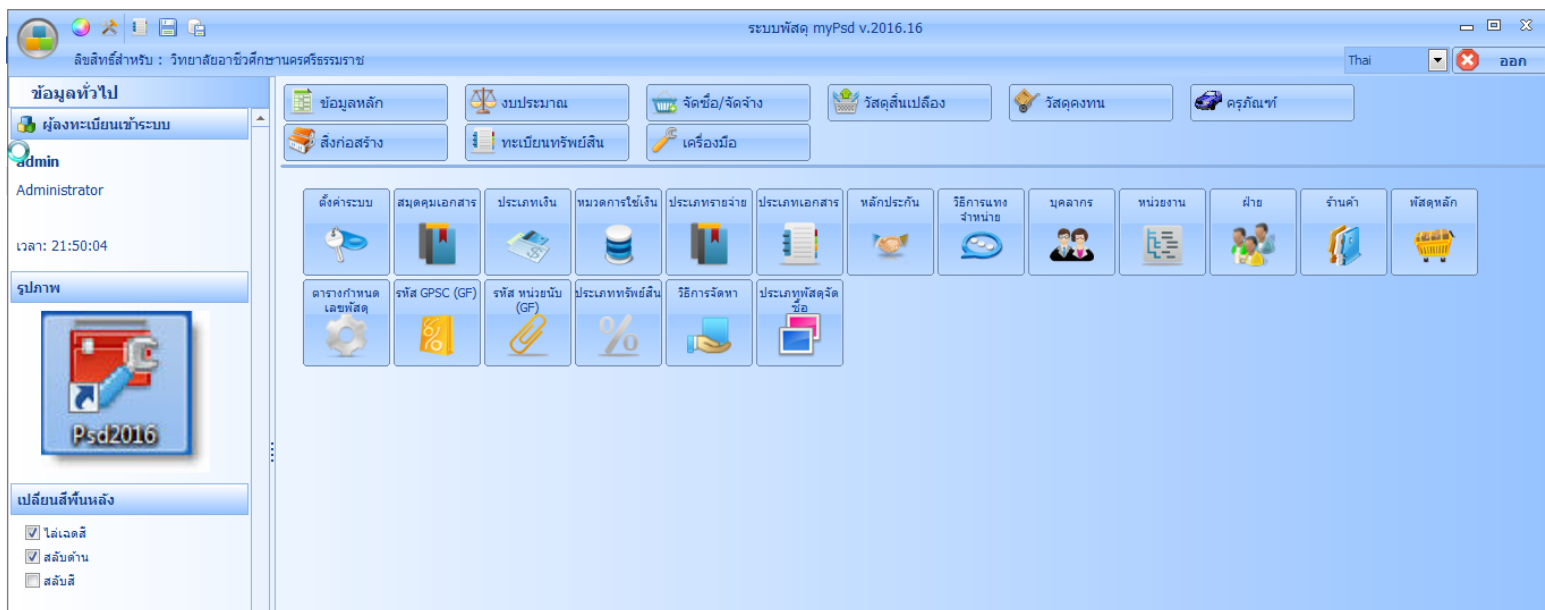 ระบบพัสดุ myPsd v.2016.16
ลิขสิทธิ์สำหรับ : วิทยาลัยอาชีวศึกษานครศรีธรรมราช
Thai
ออก
ข้อมูลทั่วไป
ผู้ลงทะเบียนเข้าระบบ
admin
Administrator
เวลา: 21:50:04
รูปภาพ
Psd2016
เปลี่ยนสีพื้นหลัง
ไล่เฉดสี
สลับด้าน
สลับสี
ข้อมูลหลัก
งบประมาณ
จัดซื้อ/จัดจ้าง
วัสดุสิ้นเปลือง
วัสดุคงทน
ครุภัณฑ์
สิ่งก่อสร้าง
ทะเบียนทรัพย์สิน
เครื่องมือ
ตั้งค่าระบบ
สมุดคุมเอกสาร
ประเภทเงิน
หมวดการใช้เงิน
ประเภทรายจ่าย
ประเภทเอกสาร
หลักประกัน
วิธีการแทง
จำหน่าย
บุคลากร
หน่วยงาน
ฝ่าย
ร้านค้า
พัสดุหลัก
ตารางกำหนด
เลขพัสดุ
รหัส GPSC (GF)
รหัส หน่วยนับ
(GF)
ประเภททรัพย์สิน
วิธีการจัดหา
ประเภทพัสดุจัด
ซื้อ